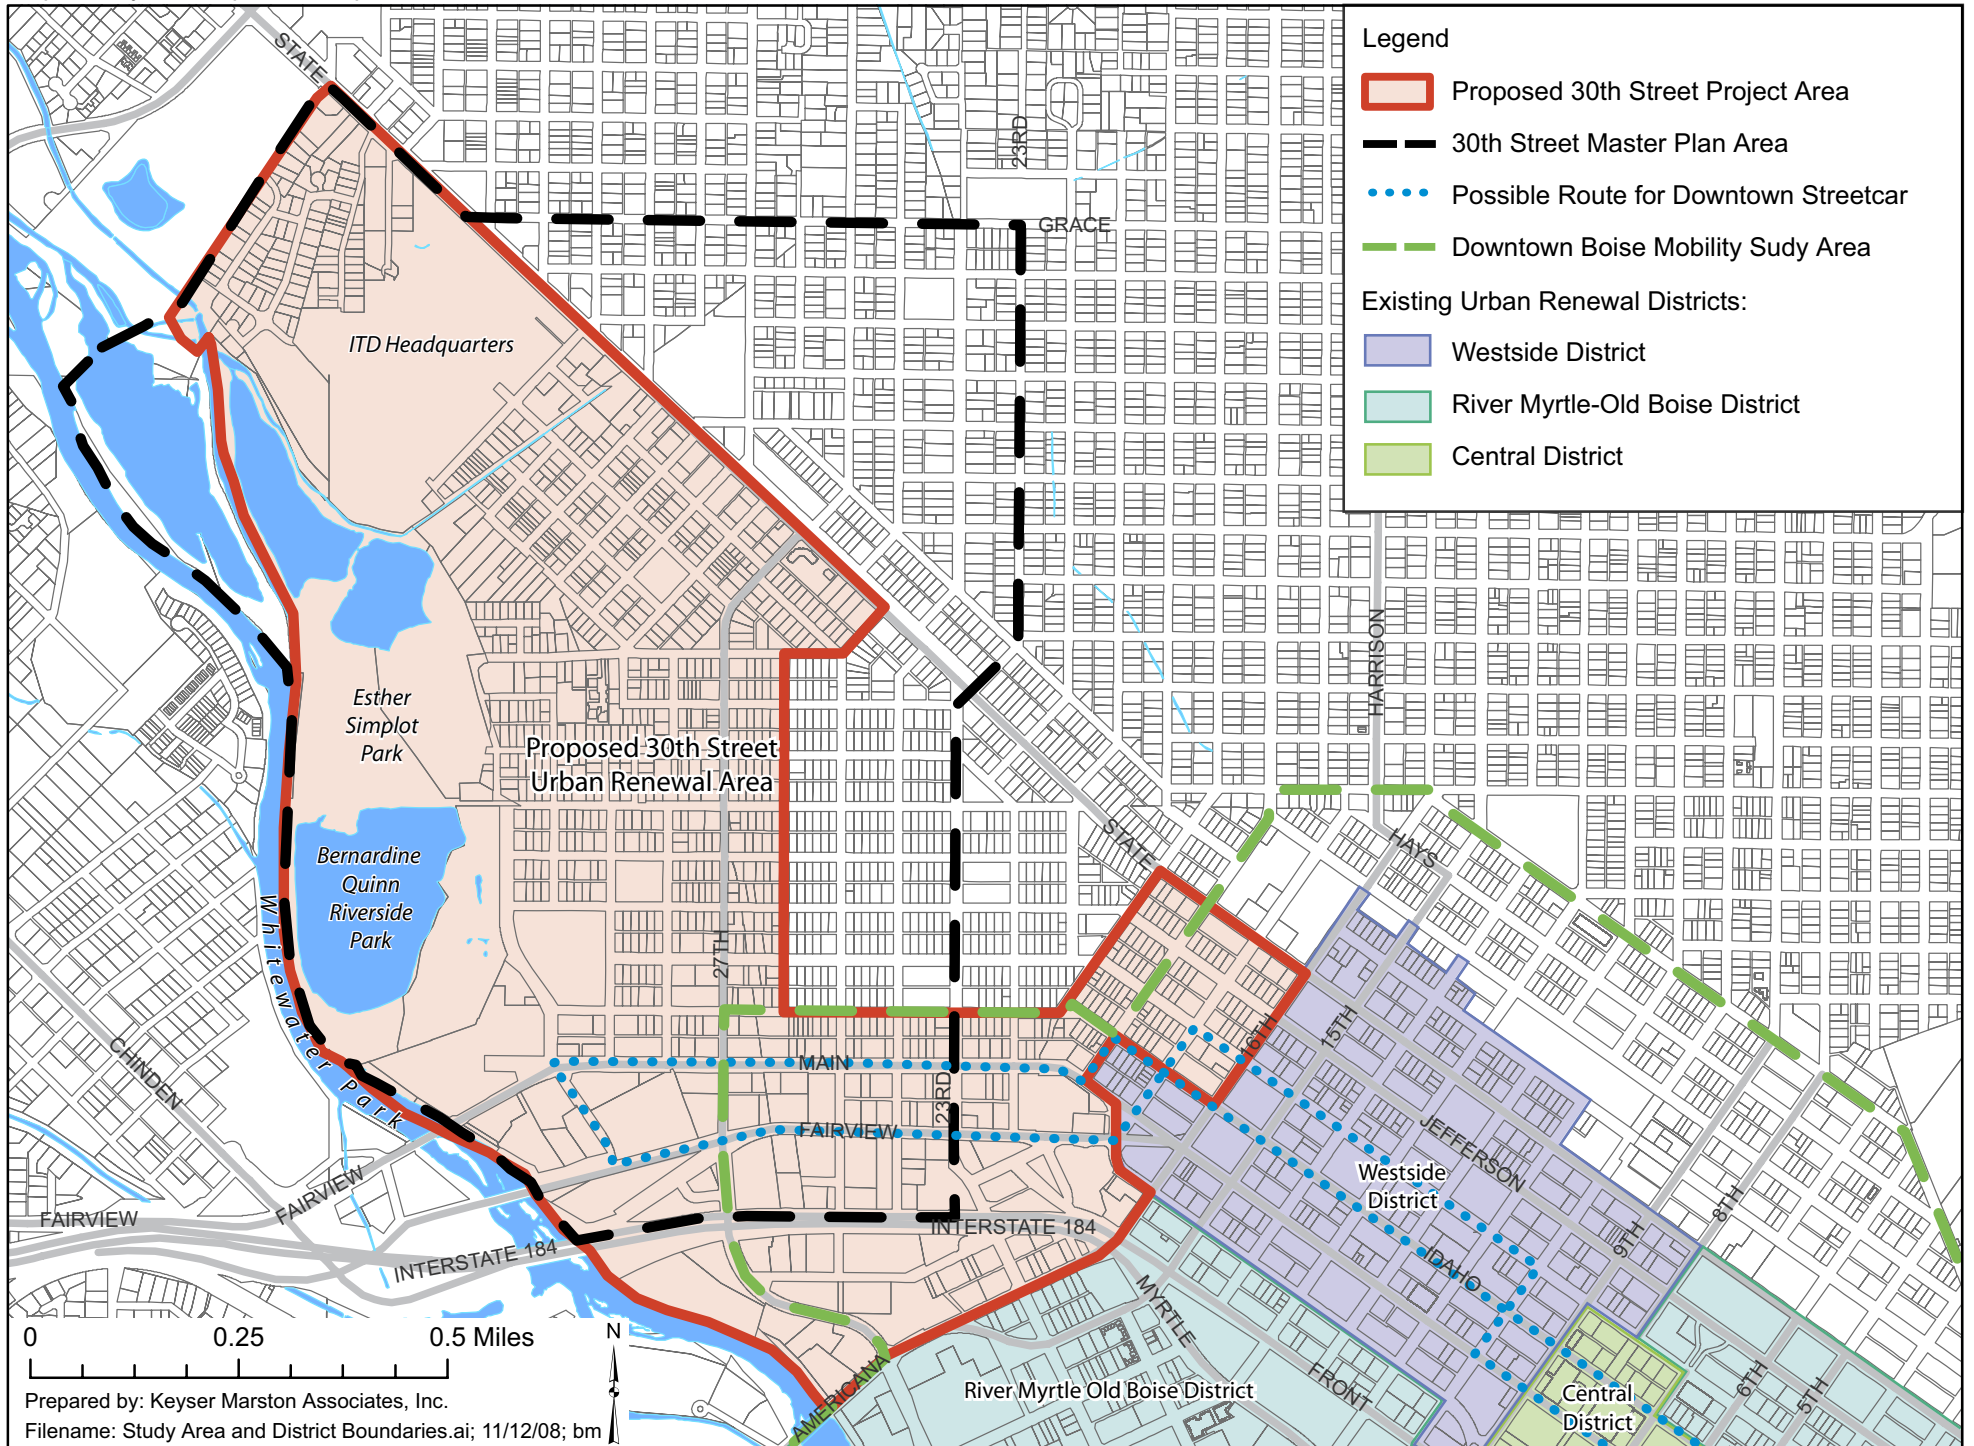 Legend
Proposed 30th Street Project Area
30th Street Master Plan Area
Possible Route for Downtown Streetcar
Downtown Boise Mobility Sudy Area
Existing Urban Renewal Districts:
Westside District
River Myrtle-Old Boise District
Central District
STATE
23RD
GRACE
ITD Headquarters
HARRISON
Esther
Simplot
Park
Proposed 30th Street
Urban Renewal Area
STATE
HAYS
Bernardine
Quinn
Riverside
Park
Whitewater Park
27TH
16TH
15TH
CHINDEN
MAIN
23RD
FAIRVIEW
JEFFERSON
Westside
District
FAIRVIEW
FAIRVIEW
INTERSTATE 184
INTERSTATE 184
9TH
8TH
IDAHO
MYRTLE
AMERICANA
River Myrtle Old Boise District
FRONT
Central
District
6TH
5TH
0 0.25 0.5 Miles
N
Prepared by: Keyser Marston Associates, Inc.
Filename: Study Area and District Boundaries.ai; 11/12/08; bm